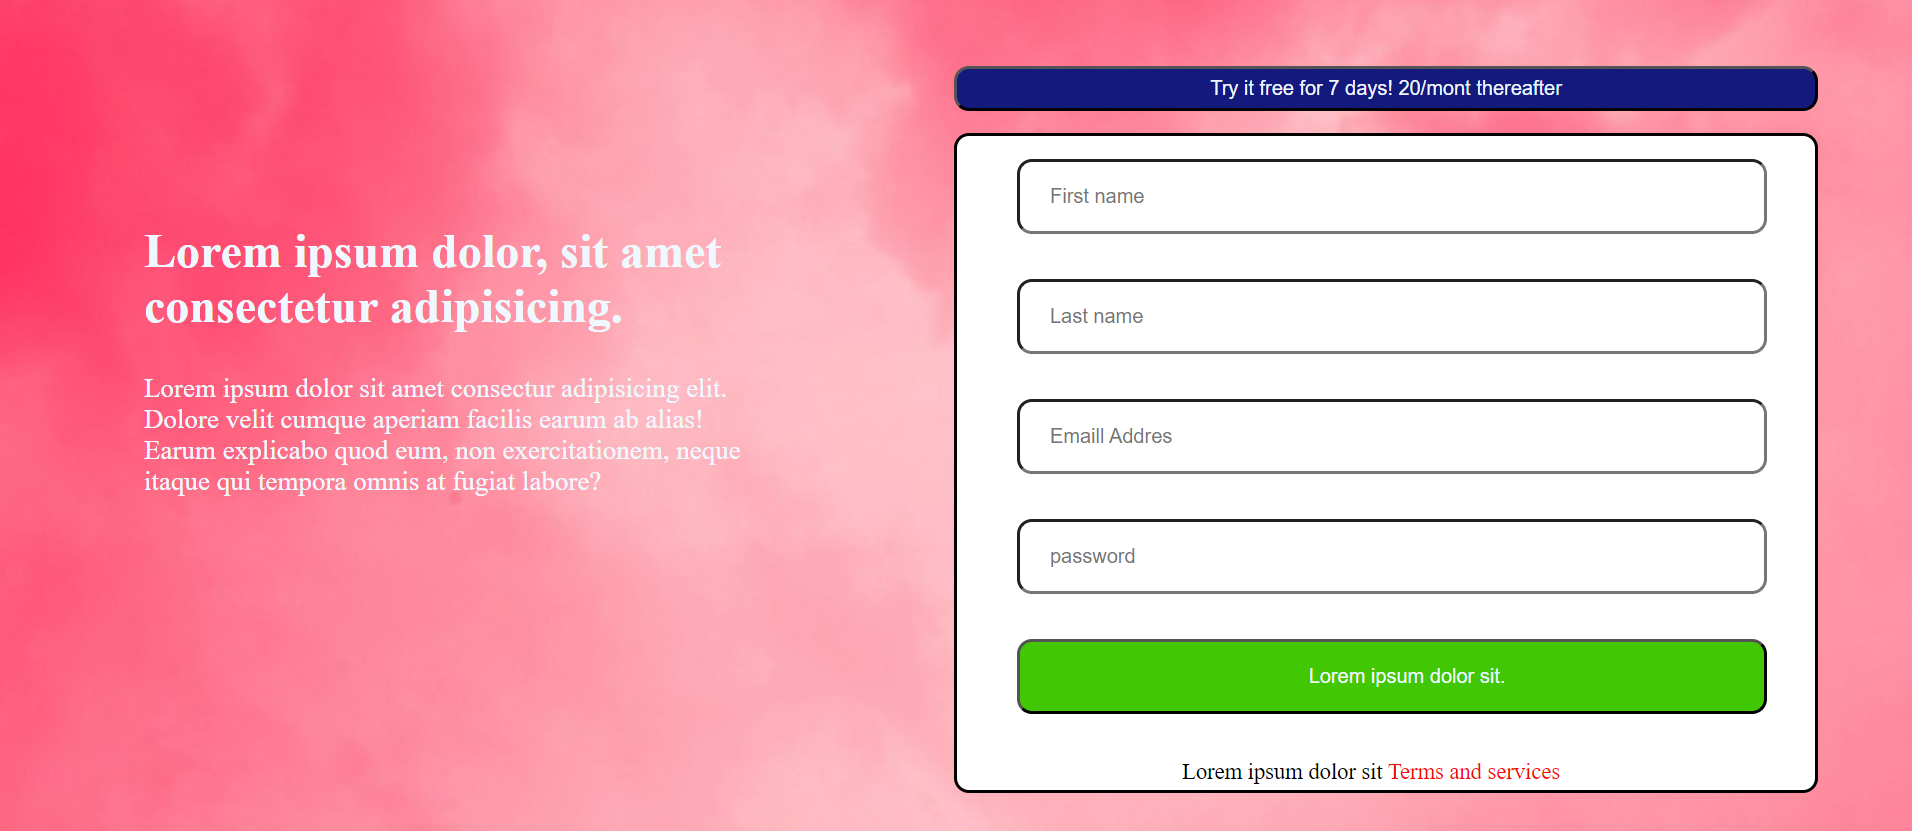 Lorem ipsum dolor, sit amet
consectetur adipisicing.
Lorem ipsum dolor sit amet consectur adipisicing elit.
Dolore velit cumque aperiam facilis earum ab alias!
Earum explicabo quod eum, non exercitationem, neque
itaque qui tempora omnis at fugiat labore?
Try it free for 7 days! 20/mont thereafter
First name
Last name
Emaill Addres
password
Lorem ipsum dolor sit.
Lorem ipsum dolor sit Terms and services